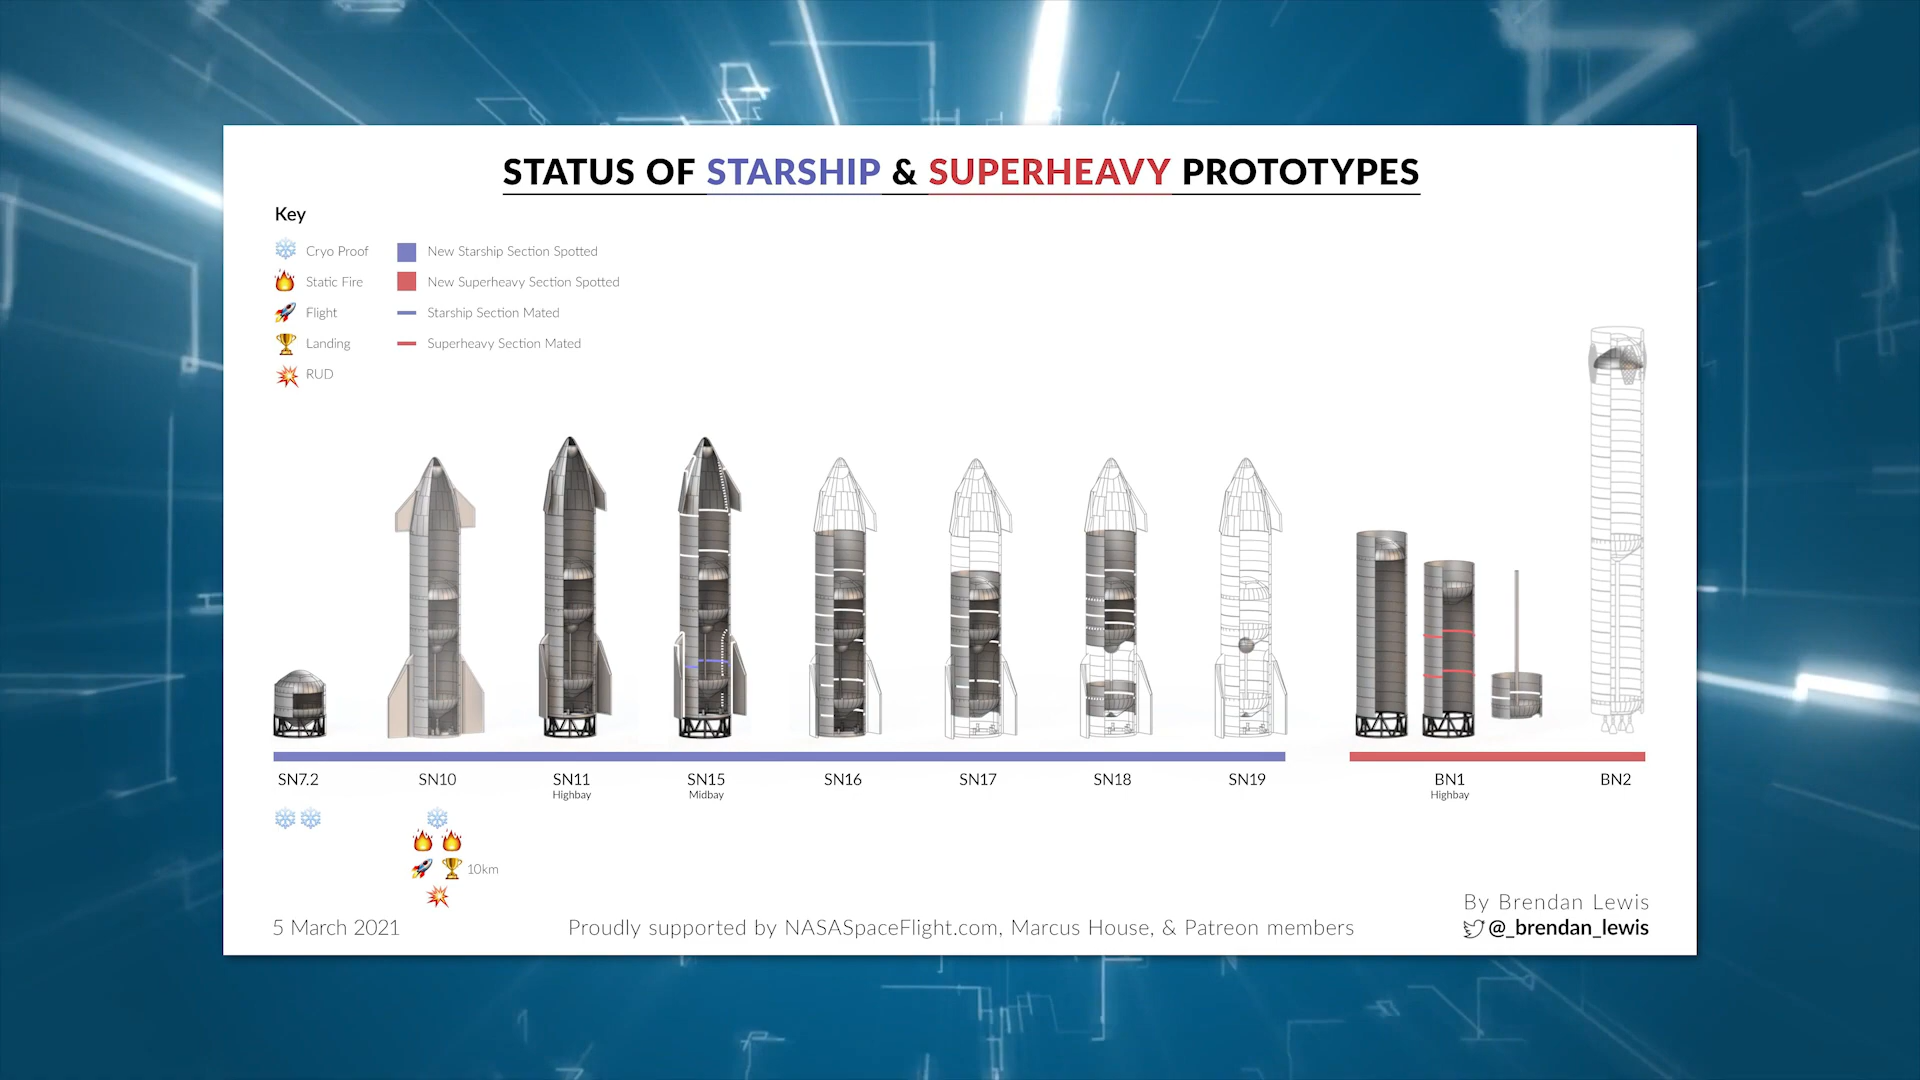 STATUS OF STARSHIP & SUPERHEAVY PROTOTYPES
Key
Cryo Proof
New Starship Section Spotted
Static Fire
New Superheavy Section Spotted
Flight
Starship Section Mated
Landing
Superheavy Section Mated
RUD
SN7.2
SN10
SN11
Highbay
SN15
Midbay
SN16
SN17
SN18
SN19
BN1
Highbay
BN2
10km
5 March 2021
Proudly supported by NASASpaceFlight.com, Marcus House, & Patreon members
By Brendan Lewis
@_brendan_lewis